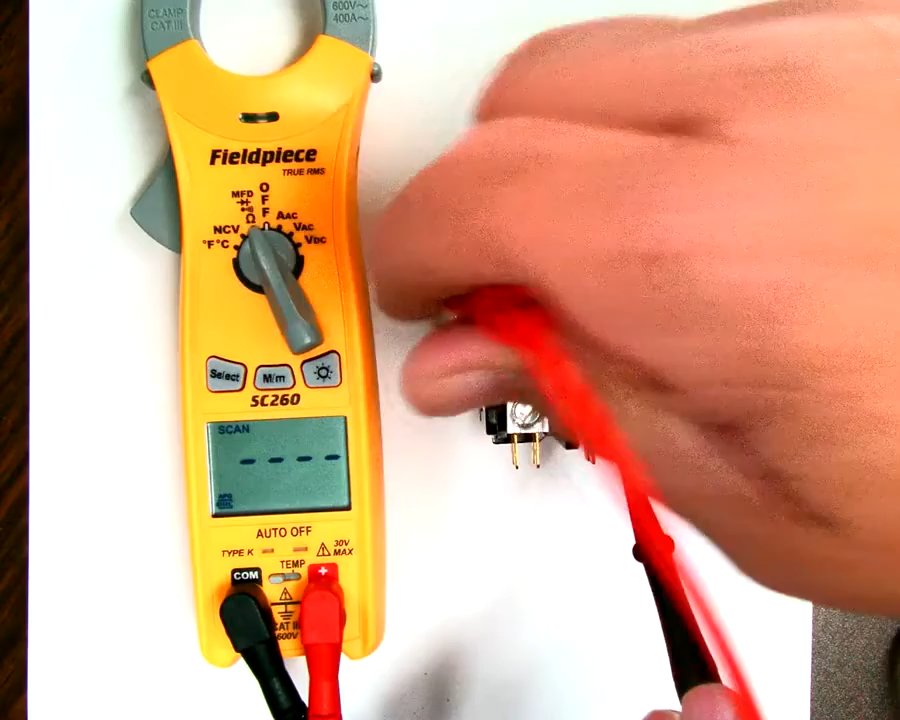 CLAMP
CAT III
600V~
400A~
Fieldpiece
TRUE RMS
OFF
MFD
Ω
AAC
NCV
VAC
°F°C
VDC
Select
M/m
SC260
SCAN
----
AUTO OFF
TYPE K
30V
MAX
TEMP
COM
+
CAT III
600V